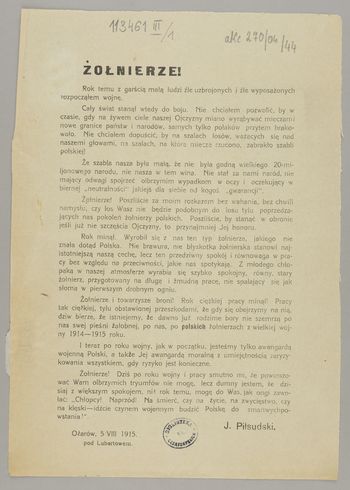 113461 III/1
akc 270/04/44
ŻOŁNIERZE!
Rok temu z garścią małą ludzi źle uzbrojonych i źle wyposażonych
rozpocząłem wojnę.
Cały świat stanął wtedy do boju. Nie chciałem pozwolić, by w
czasie, gdy na żywem ciele naszej Ojczyzny miano wyrąbywać mieczami
nowe granice państw i narodów, samych tylko polaków przytem brako-
wało. Nie chciałem dopuścić, by na szalach losów, ważących się nad
naszemi głowami, na szalach, na które miecze rzucono, zabrakło szabli
polskiej!
Że szabla nasza była małą, że nie była godną wielkiego 20-mi-
ljonowego narodu, nie nasza w tem wina. Nie stał za nami naród, nie
mający odwagi spojrzeć olbrzymim wypadkom w oczy i oczekujący w
biernej „neutralności” jakiejś dla siebie od kogoś „gwarancji”.
Żołnierze! Poszliście za moim rozkazem bez wahania, bez chwili
namysłu, czy los Wasz nie będzie podobnym do losu tylu poprzedza-
jących nas pokoleń żołnierzy polskich. Poszliście, by stanąć w obronie
jeśli już nie szczęścia Ojczyzny, to przynajmniej Jej honoru.
Rok minął. Wyrobił się z nas ten typ żołnierza, jakiego nie
znała dotąd Polska. Nie brawura, nie błyskotka żołnierska stanowi naj-
istotniejszą naszą cechę, lecz ten przedziwny spokój i równowaga w pra-
cy bez względu na przeciwności, jakie nas spotykają. Z młodego chło-
paka w naszej atmosferze wyrabia się szybko spokojny, równy, stary
żołnierz, przygotowany na długą i żmudną pracę, nie spalający się jak
słoma w pierwszym drobnym ogniu.
Żołnierze i towarzysze broni! Rok ciężkiej pracy minął! Pracy
tak ciężkiej, tylu obstawionej przeszkodami, że gdy się obejrzymy na nią,
dziw bierze, że istniejemy, że dawno już rodzime bory nie szemrzą po
nas swej pieśni żałobnej, po nas, po polskich żołnierzach z wielkiej woj-
ny 1914—1915 roku.
I teraz po roku wojny, jak w początku, jesteśmy tylko awangardą
wojenną Polski, a także Jej awangardą moralną z umiejętnością zaryzy-
kowania wszystkiem, gdy ryzyko jest konieczne.
Żołnierze! Dziś po roku wojny i pracy smutno mi, że powinszo-
wać Wam olbrzymich tryumfów nie mogę, lecz dumny jestem, że dzi-
siaj z większym spokojem, niż rok temu, mogę do Was, jak ongi zawo-
łać: „Chłopcy! Naprzód! Na śmierć, czy na życie, na zwycięstwo, czy
na klęski—idźcie czynem wojennym budzić Polskę do zmartwychpo-
wstania!”.
J. Piłsudski.
Ożarów, 5 VIII 1915.
pod Lubartowem.